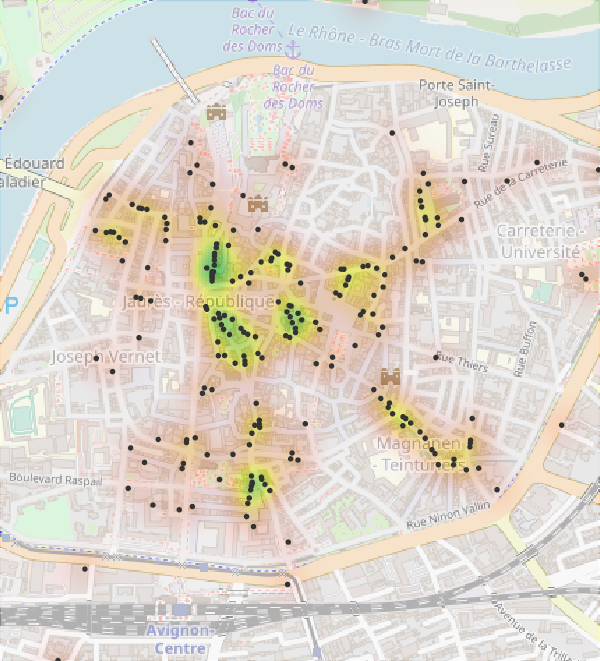 Bac du
Rocher
des Doms
Le Rhône - Bras Mort de la Barthelasse
Bac du
Rocher
des Doms
Porte Saint-
Joseph
Rue Sureau
Édouard
aladier
Rue de la Carreterie
Carreterie -
Université
P
Jaurès - République
Joseph Vernet
Rue Thiers
Rue Buffon
Magnanen
- Teinturiers
Boulevard Raspail
Rue Ninon Vallin
Avignon-
Centre
Avenue de la Trilla